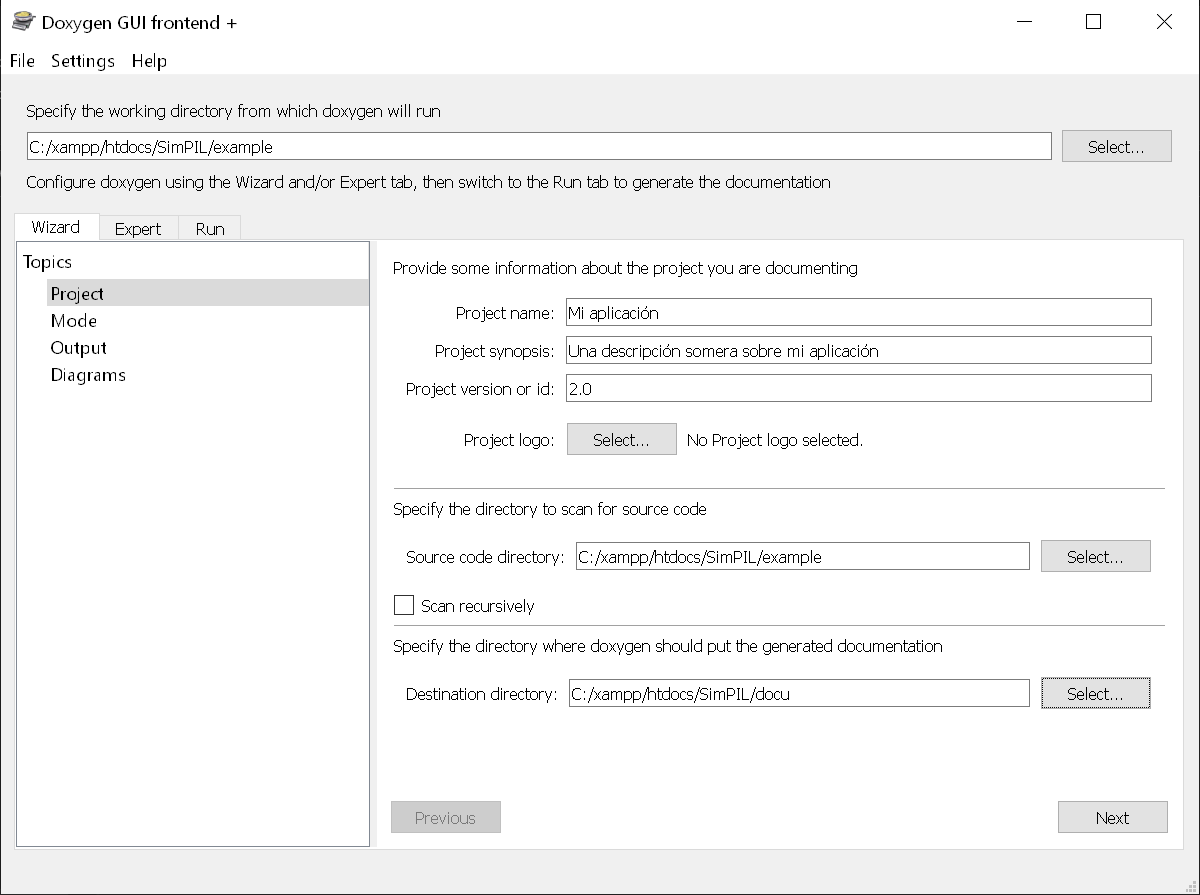 Doxygen GUI frontend +
File Settings Help
Specify the working directory from which doxygen will run
C:/xampp/htdocs/SimPIL/example Select...
Configure doxygen using the Wizard and/or Expert tab, then switch to the Run tab to generate the documentation
Wizard Expert Run
Topics
Project
Mode
Output
Diagrams
Provide some information about the project you are documenting
Project name: Mi aplicación
Project synopsis: Una descripción somera sobre mi aplicación
Project version or id: 2.0
Project logo: Select... No Project logo selected.
Specify the directory to scan for source code
Source code directory: C:/xampp/htdocs/SimPIL/example Select...
Scan recursively
Specify the directory where doxygen should put the generated documentation
Destination directory: C:/xampp/htdocs/SimPIL/docu Select...
Previous Next